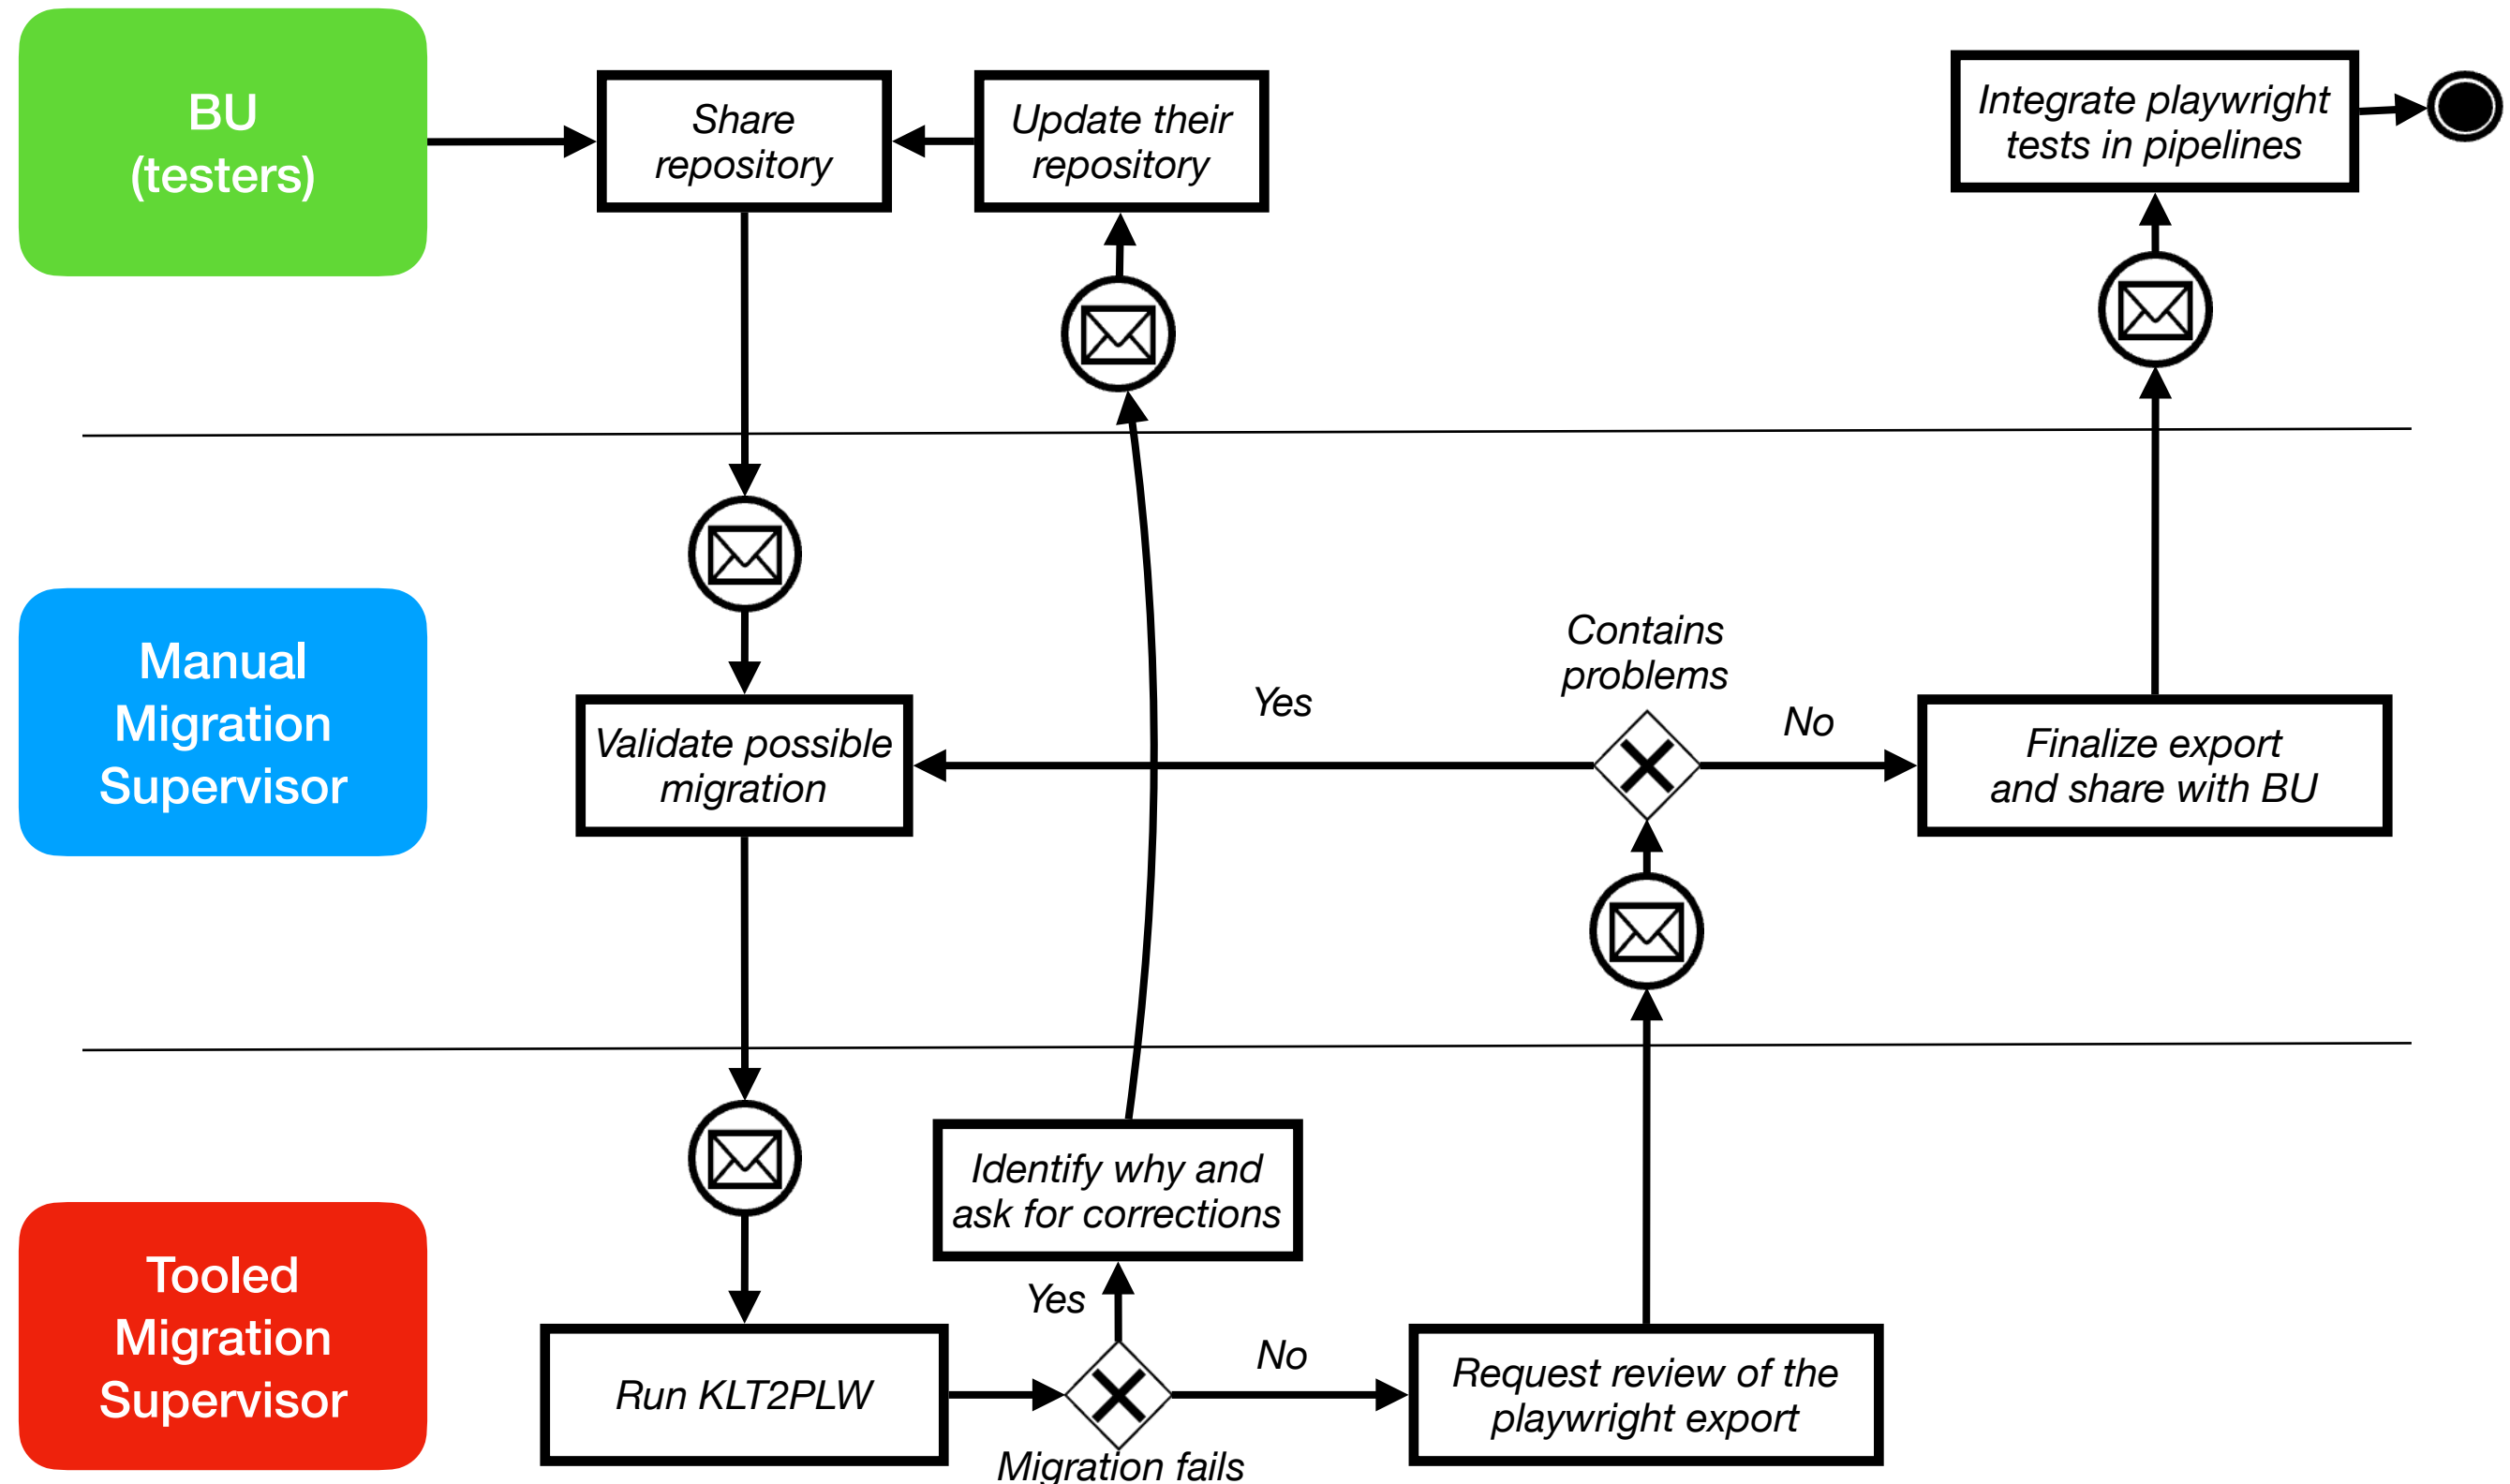 BU
(testers)
Share
repository
Update their
repository
Integrate playwright
tests in pipelines
Manual
Migration
Supervisor
Validate possible
migration
Yes
Contains
problems
No
Finalize export
and share with BU
Tooled
Migration
Supervisor
Identify why and
ask for corrections
Yes
Run KLT2PLW
Migration fails
No
Request review of the
playwright export